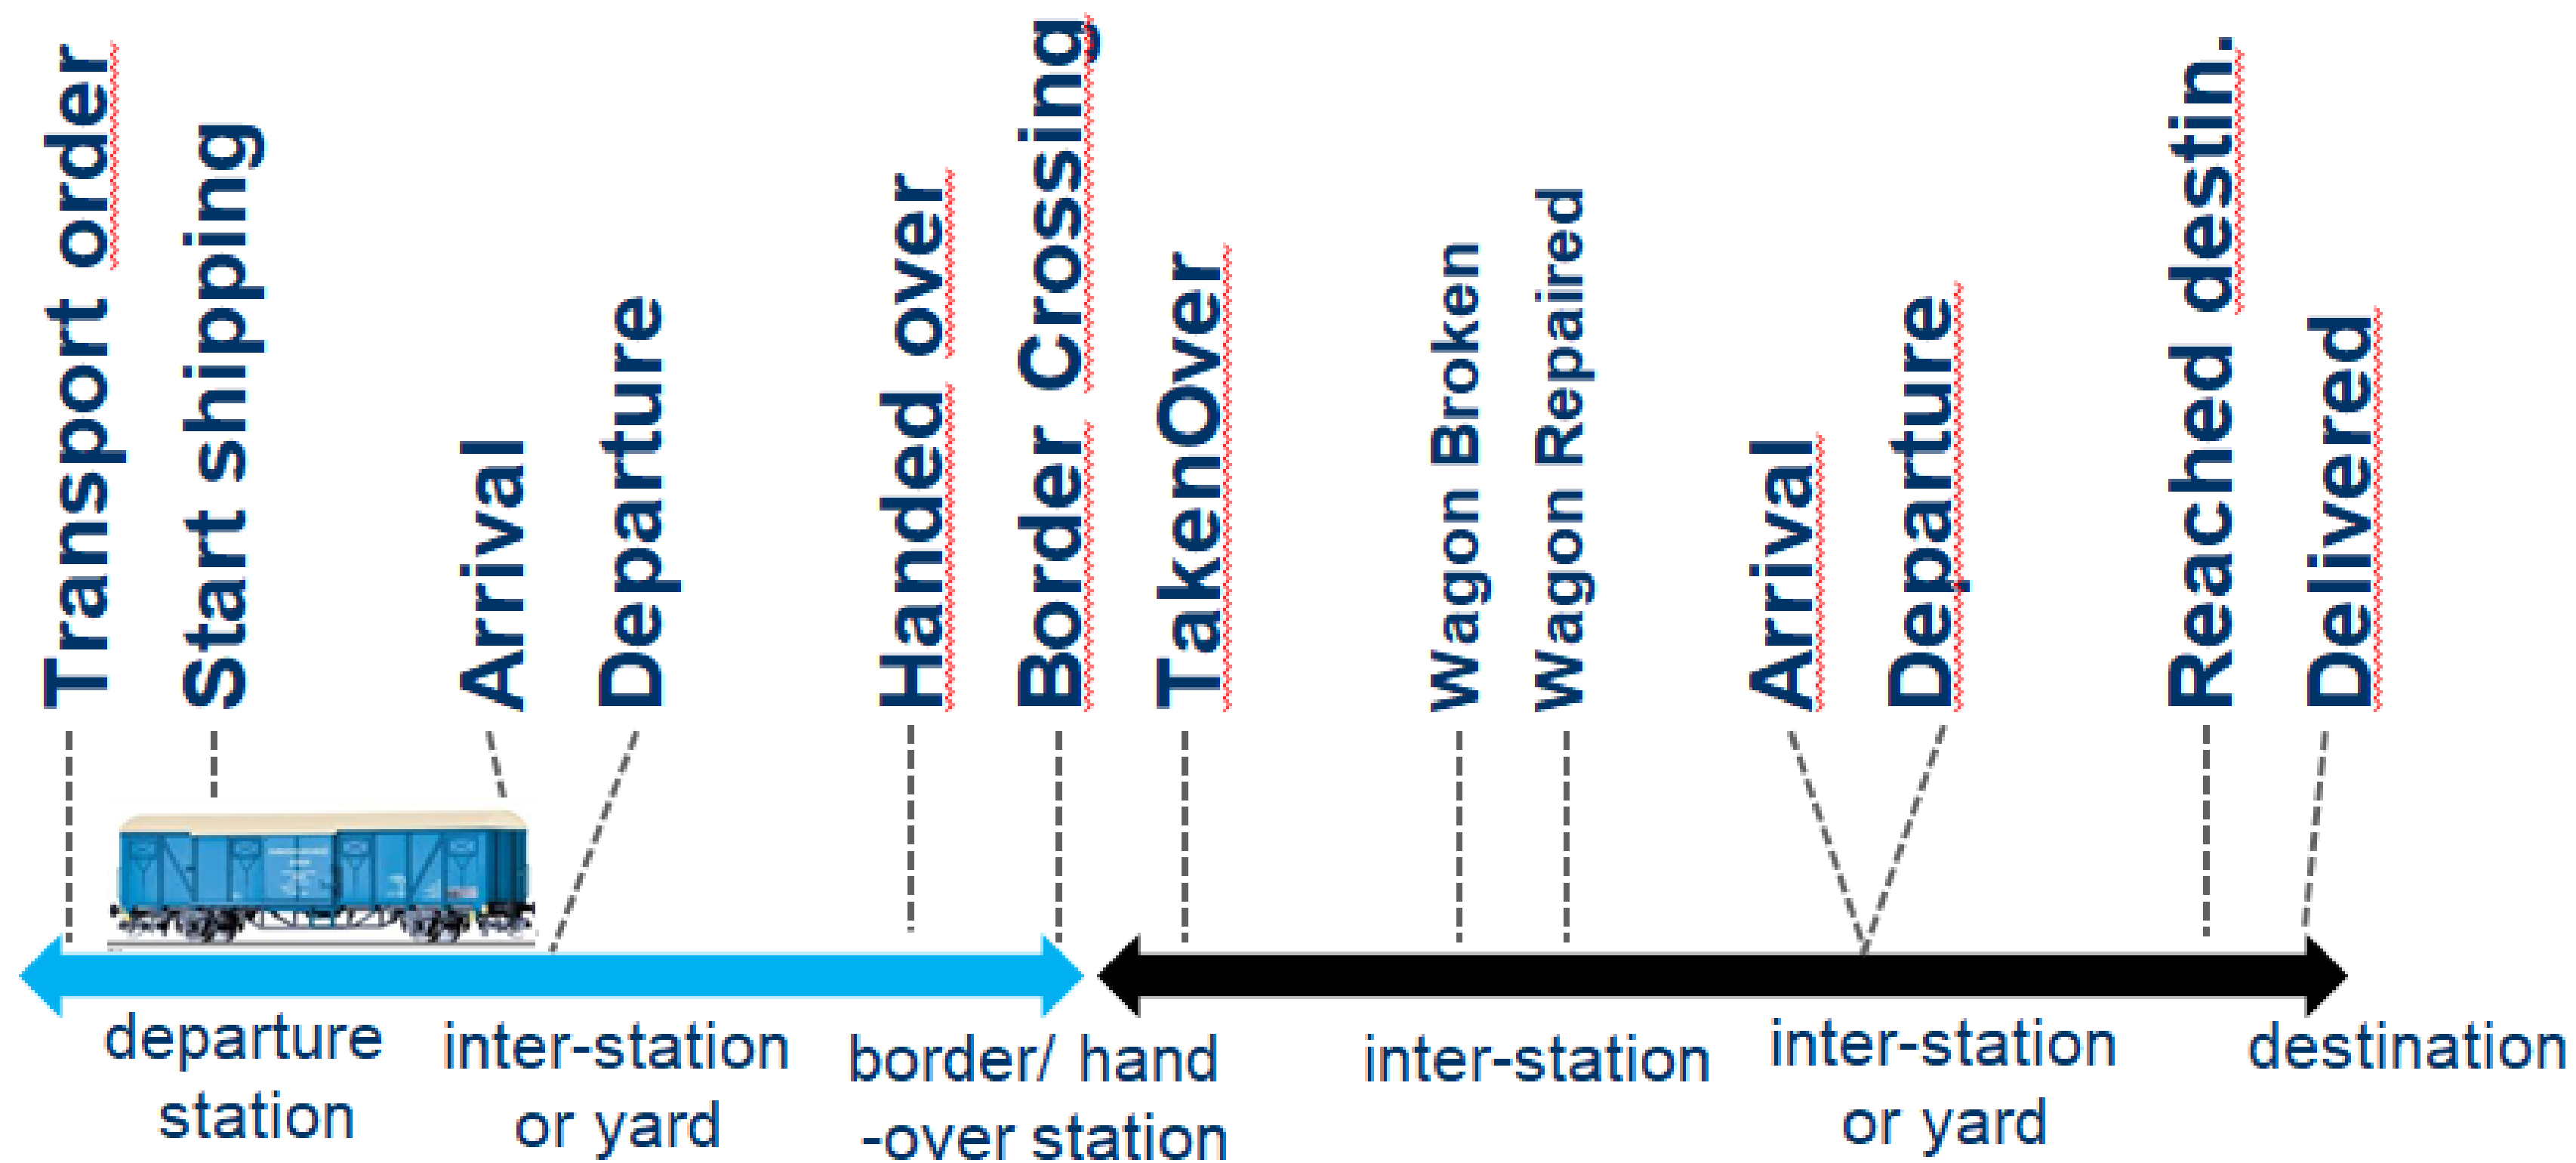 Transport order
Start shipping
Arrival
Departure
Handed over
Border Crossing
TakenOver
Wagon Broken
Wagon Repaired
Arrival
Departure
Reached destin.
Delivered
departure
station
inter-station
or yard
border/ hand
-over station
inter-station
inter-station
or yard
destination